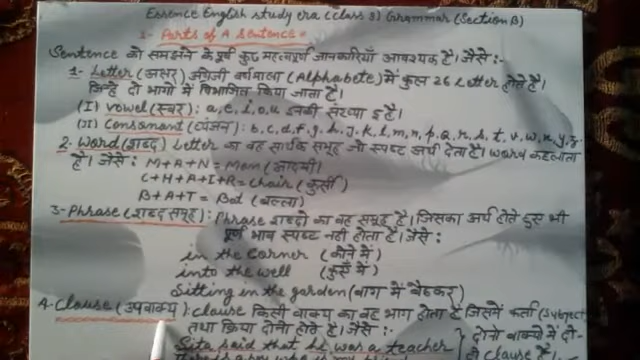 Essence English study era (class 9) Grammar (Section B)
1- Parts of A Sentence =
Sentence को समझने के पूर्व कुछ महत्वपूर्ण जानकारियाँ आवश्यक हैं। जैसे:-
1- Letter (अक्षर) अंग्रेजी वर्णमाला (Alphabete) में कुल 26 Letter होते हैं।
जिन्हे दो भागो में विभाजित किया जाता है।
(I) vowel (स्वर): a, e, i, o, u इनकी संख्या 5 है।
(II) Consonant (व्यंजन): b, c, d, f, g, h, j, k, l, m, n, p, q, r, s, t, v, w, x, y, z.
2. Word (शब्द) Letter का वह सार्थक समूह जो स्पष्ट अर्थ देता है। word कहलाता
है। जैसे: M+A+N = Man (आदमी)
C+H+A+I+R = Chair (कुर्सी)
B+A+T = Bat (बल्ला)
3- Phrase (शब्द समूह): Phrase शब्दो का वह समूह है। जिसका अर्थ होते हुए भी
पूर्ण भाव स्पष्ट नही होता है। जैसे:
in the corner (कोने में)
into the well (कुएँ में)
Sitting in the garden (बाग में बैठकर)
4- Clause (उपवाक्य): Clause किसी वाक्य का वह भाग होता है जिसमें कर्ता (Subject)
तथा क्रिया दोनो होते है। जैसे:-
Sita said that he was a teacher } दोनो वाक्यो में दो-
clause हैं।